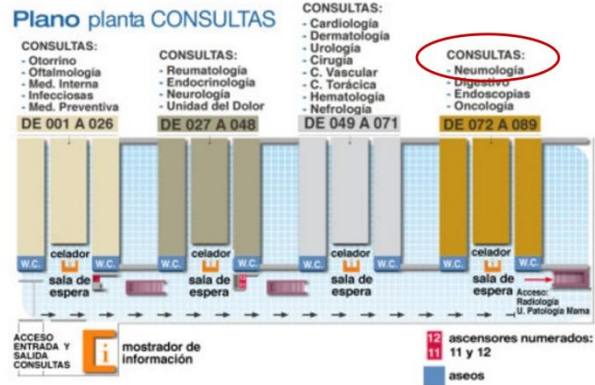 Plano planta CONSULTAS
CONSULTAS:
- Otorrino
- Oftalmología
- Med. Interna
- Infecciosas
- Med. Preventiva
DE 001 A 026
CONSULTAS:
- Reumatología
- Endocrinología
- Neurología
- Unidad del Dolor
DE 027 A 048
CONSULTAS:
- Cardiología
- Dermatología
- Urología
- Cirugía
- C. Vascular
- C. Torácica
- Hematología
- Nefrología
DE 049 A 071
CONSULTAS:
- Neumología
- Digestivo
- Endoscopias
- Oncología
DE 072 A 089
W.C. celador W.C.
sala de
espera
W.C. celador W.C.
sala de
espera
W.C. celador W.C.
sala de
espera
W.C. celador W.C.
sala de
espera
Acceso:
Radiología
U. Patología Mama
ACCESO
ENTRADA Y
SALIDA
CONSULTAS
i
mostrador de
información
12
11
ascensores numerados:
11 y 12
aseos